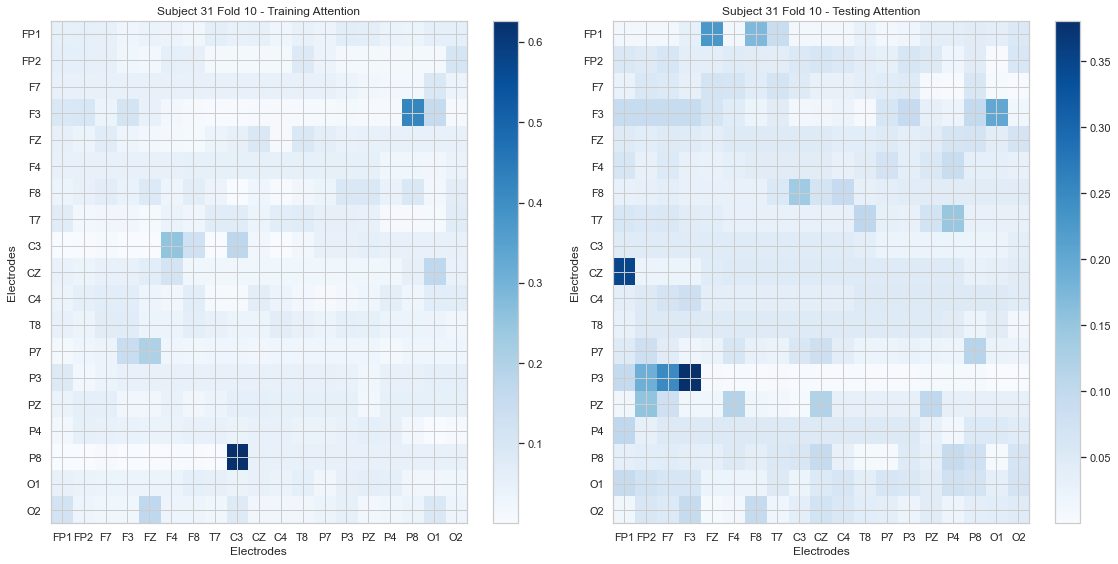 Subject 31 Fold 10 - Training Attention
FP1
FP2
F7
F3
FZ
F4
F8
T7
C3
CZ
C4
T8
P7
P3
PZ
P4
P8
O1
O2
Electrodes
FP1 FP2 F7 F3 FZ F4 F8 T7 C3 CZ C4 T8 P7 P3 PZ P4 P8 O1 O2
Electrodes
0.6
0.5
0.4
0.3
0.2
0.1
Subject 31 Fold 10 - Testing Attention
FP1
FP2
F7
F3
FZ
F4
F8
T7
C3
CZ
C4
T8
P7
P3
PZ
P4
P8
O1
O2
Electrodes
FP1 FP2 F7 F3 FZ F4 F8 T7 C3 CZ C4 T8 P7 P3 PZ P4 P8 O1 O2
Electrodes
0.35
0.30
0.25
0.20
0.15
0.10
0.05